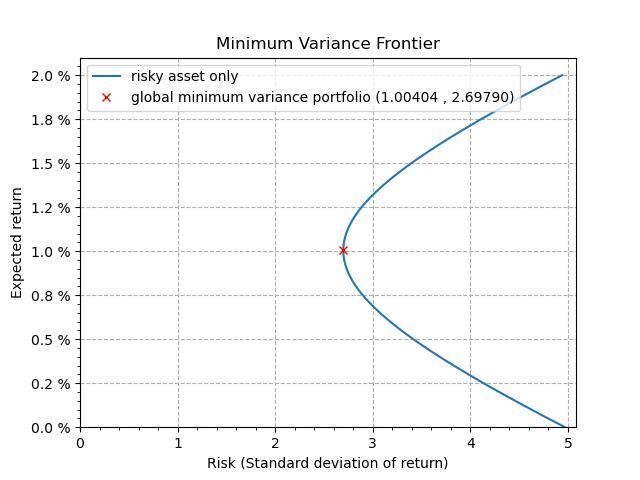 Minimum Variance Frontier
risky asset only
global minimum variance portfolio (1.00404 , 2.69790)
2.0 %
1.8 %
1.5 %
1.2 %
1.0 %
0.8 %
0.5 %
0.2 %
0.0 %
Expected return
0 1 2 3 4 5
Risk (Standard deviation of return)